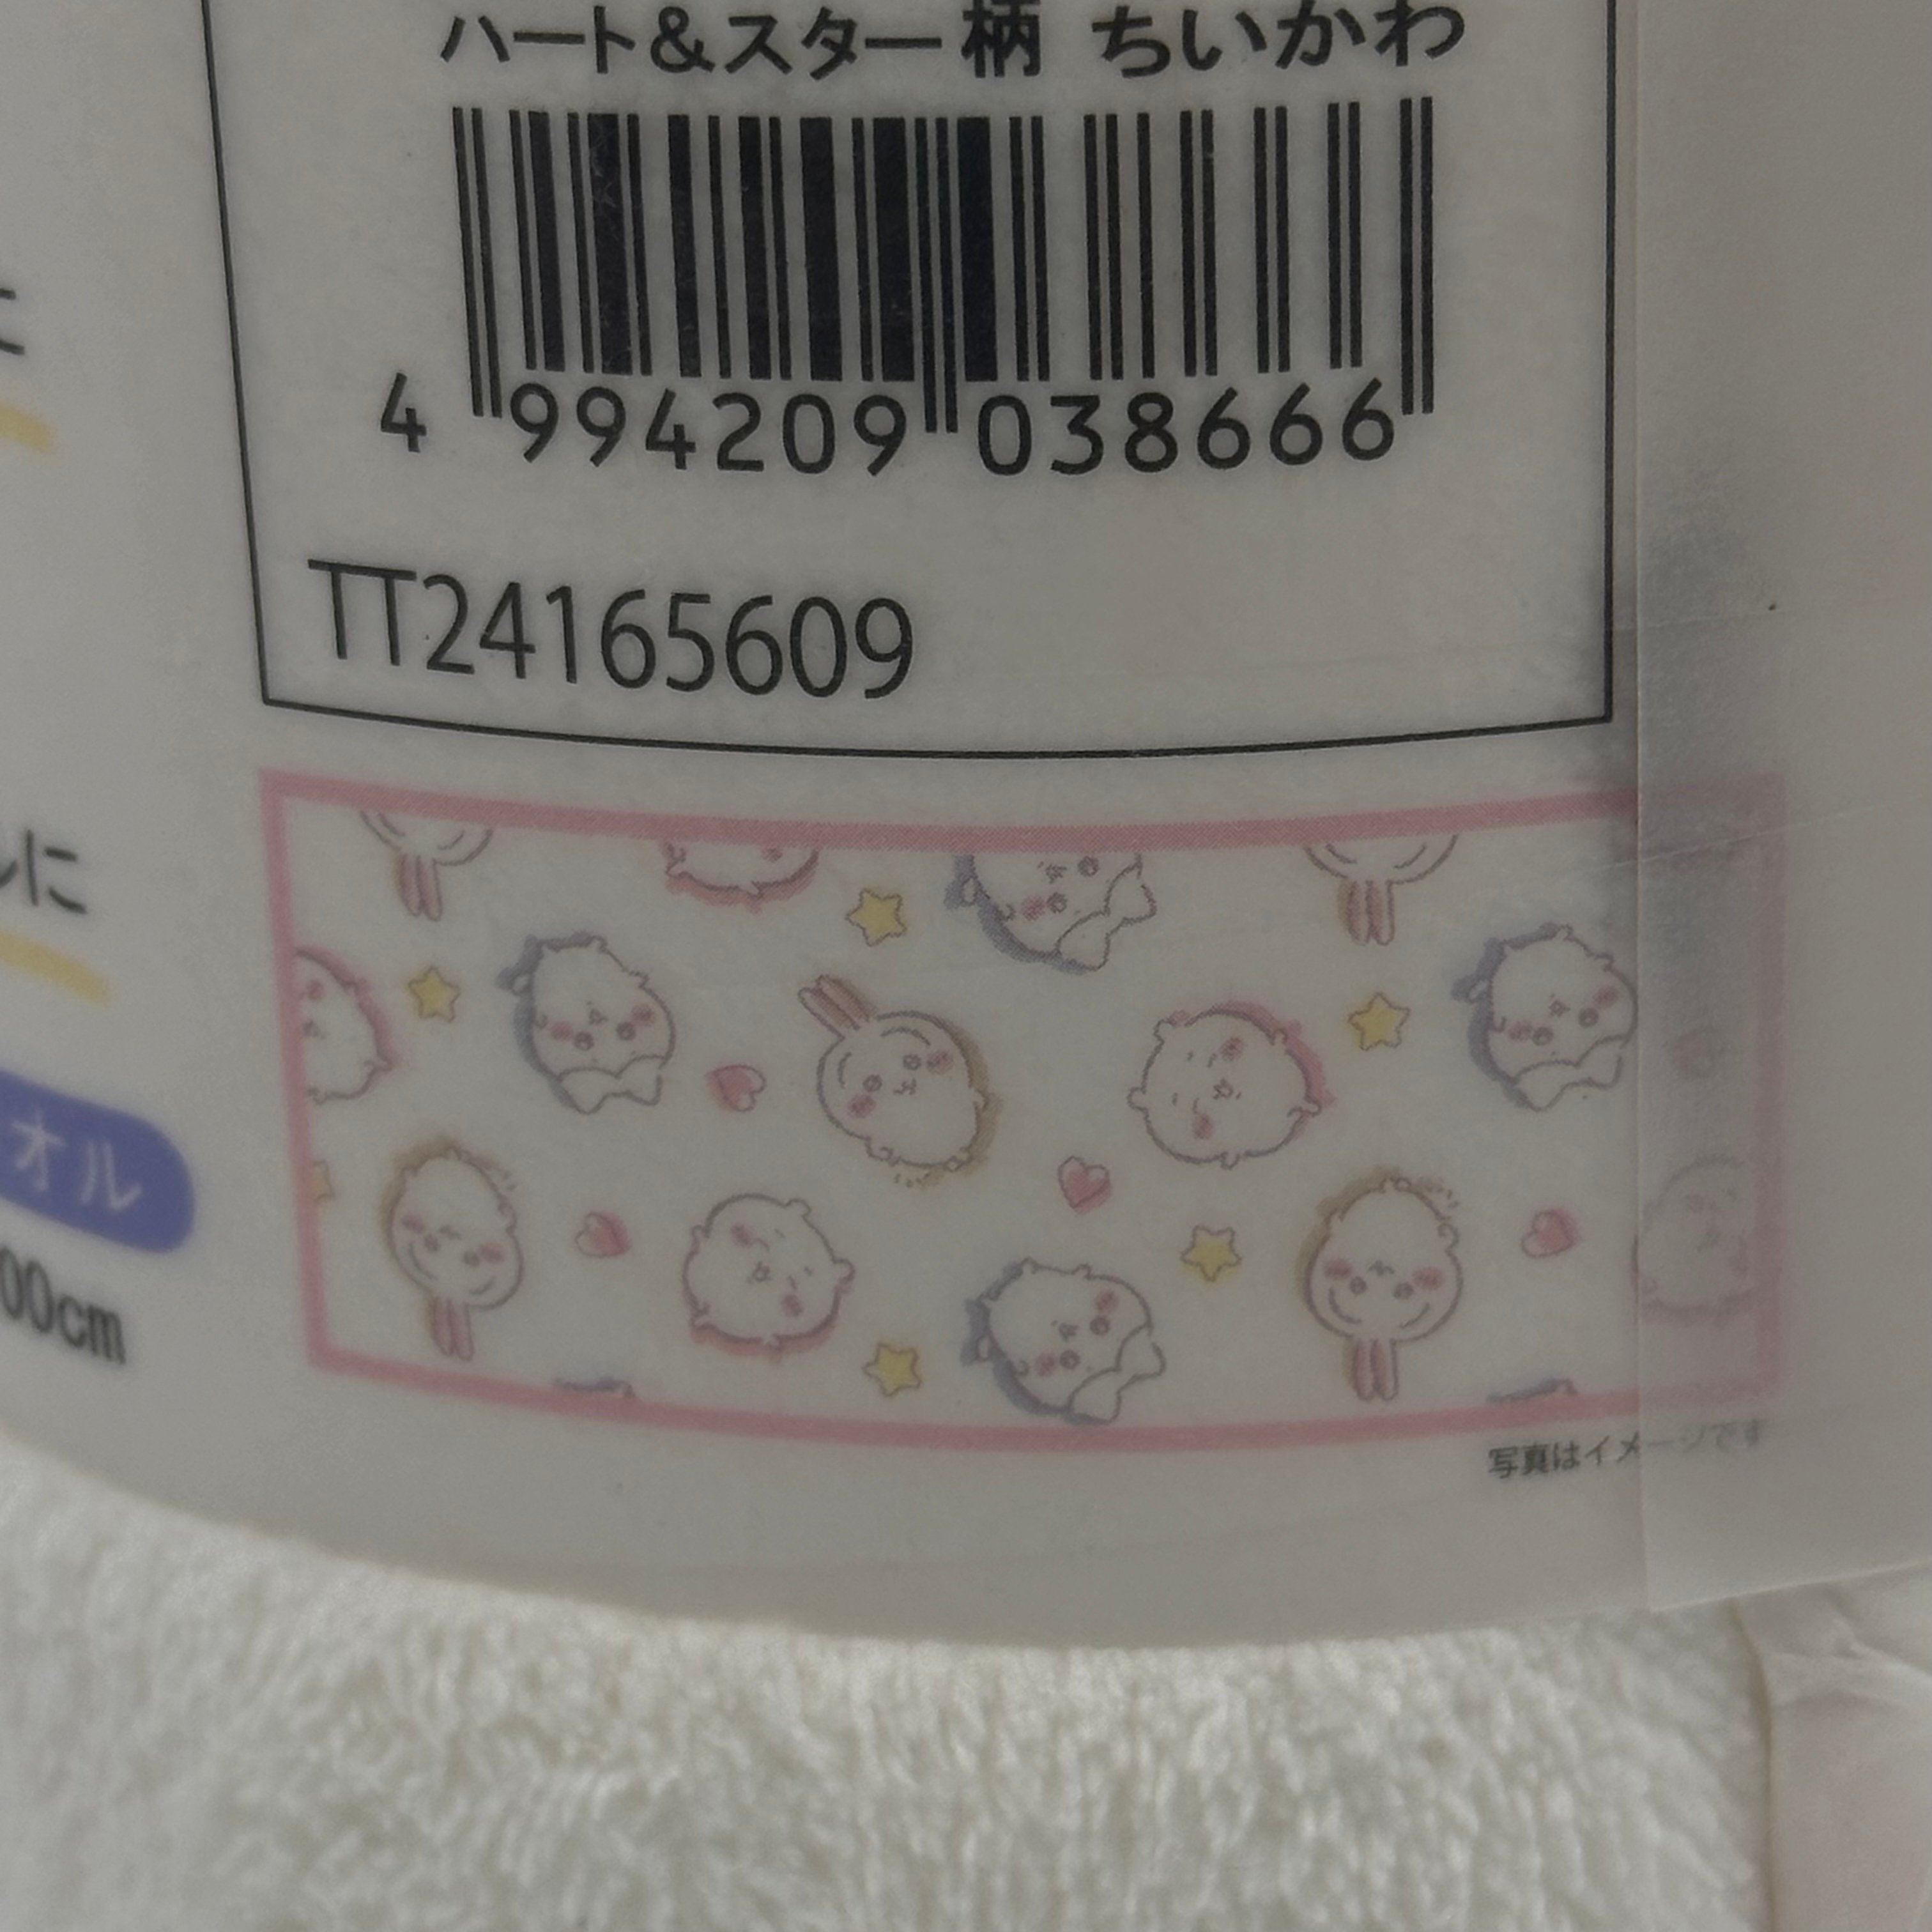 ハート&スター柄 ちいかわ
4 994209 038666
TT24165609
に
ルに
オル
00cm
写真はイメージです